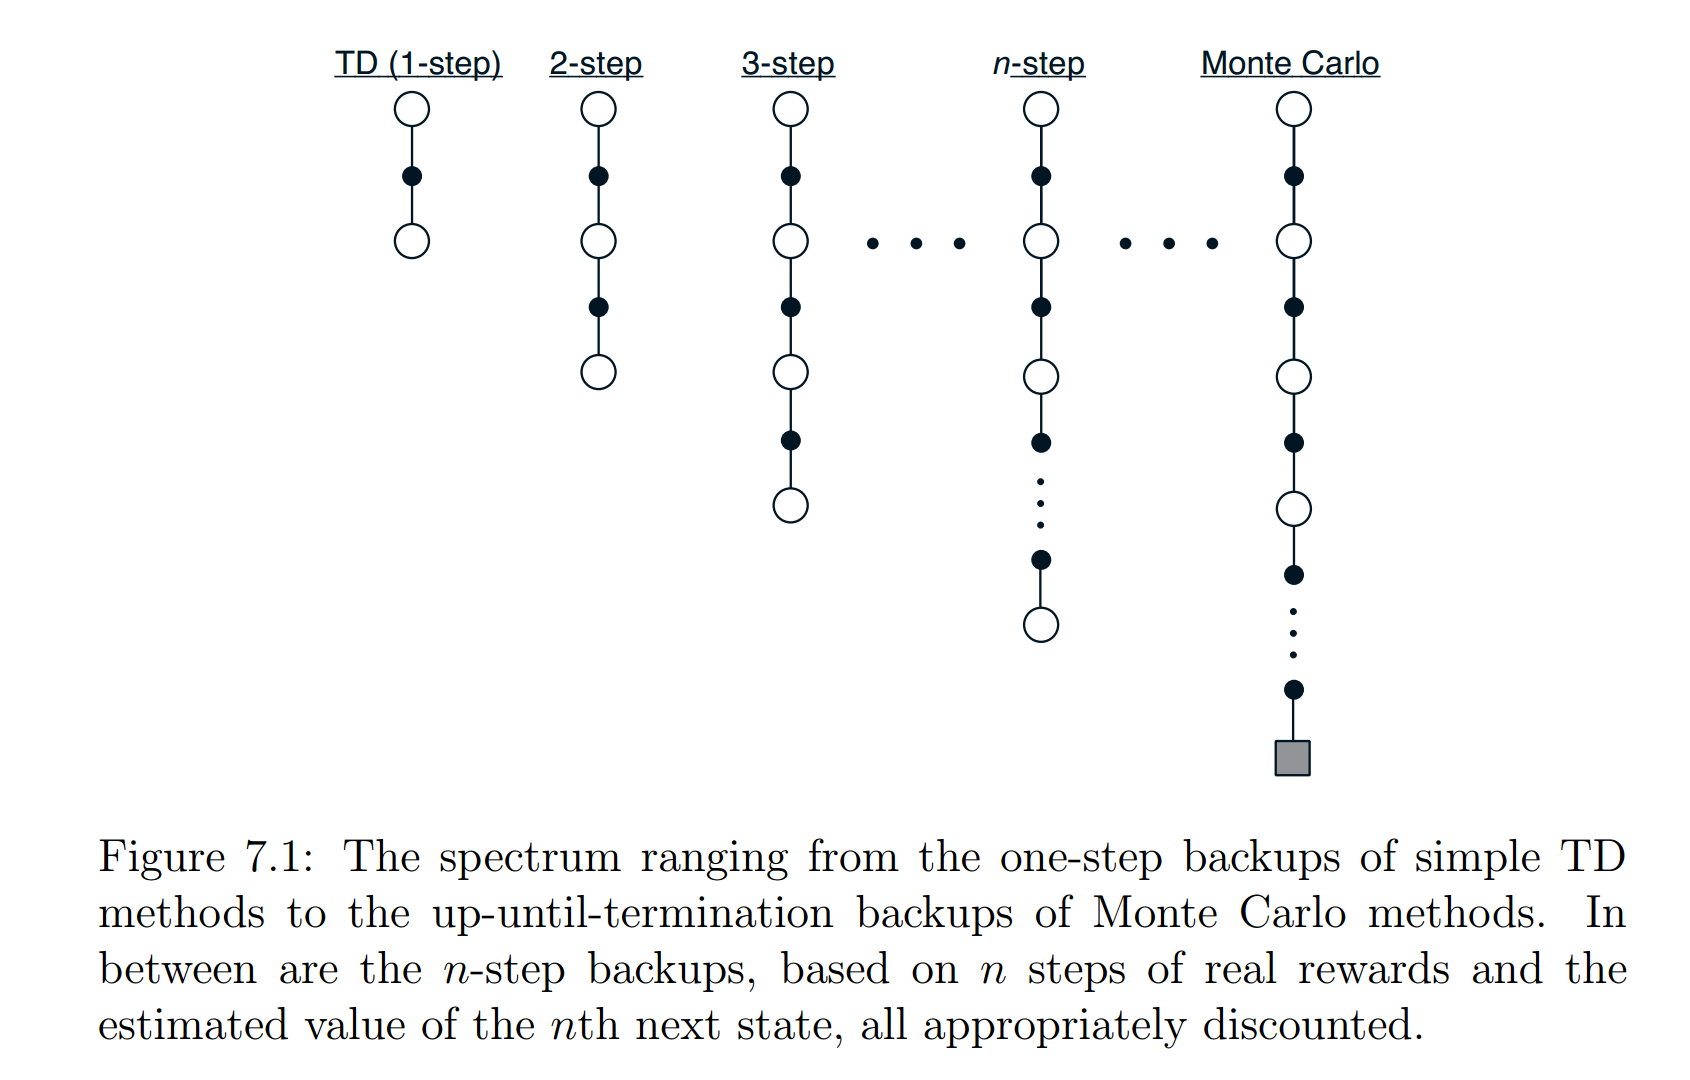 TD (1-step) 2-step 3-step n-step Monte Carlo
Figure 7.1: The spectrum ranging from the one-step backups of simple TD
methods to the up-until-termination backups of Monte Carlo methods. In
between are the n-step backups, based on n steps of real rewards and the
estimated value of the nth next state, all appropriately discounted.